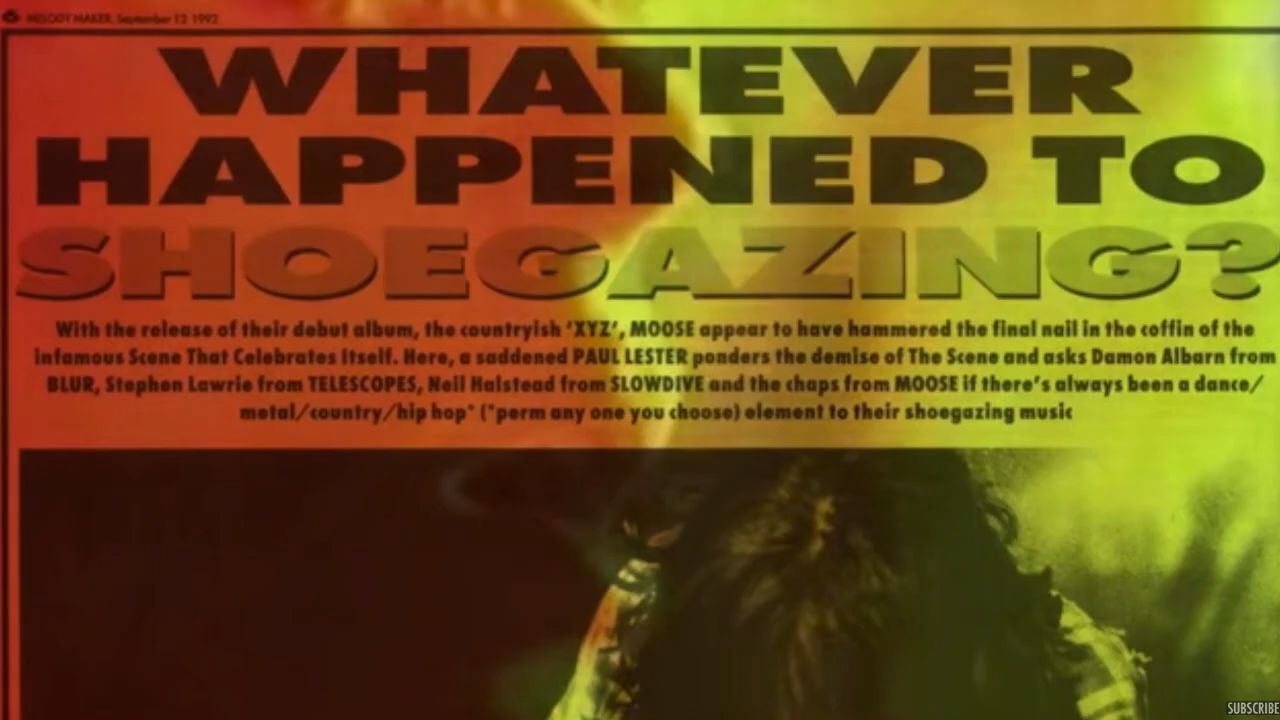 MELODY MAKER, September 12 1992
WHATEVER
HAPPENED TO
SHOEGAZING?
With the release of their debut album, the countryish 'XYZ', MOOSE appear to have hammered the final nail in the coffin of the
infamous Scene That Celebrates Itself. Here, a saddened PAUL LESTER ponders the demise of The Scene and asks Damon Albarn from
BLUR, Stephen Lawrie from TELESCOPES, Neil Halstead from SLOWDIVE and the chaps from MOOSE if there's always been a dance/
metal/country/hip hop* (*perm any one you choose) element to their shoegazing music
SUBSCRIBE